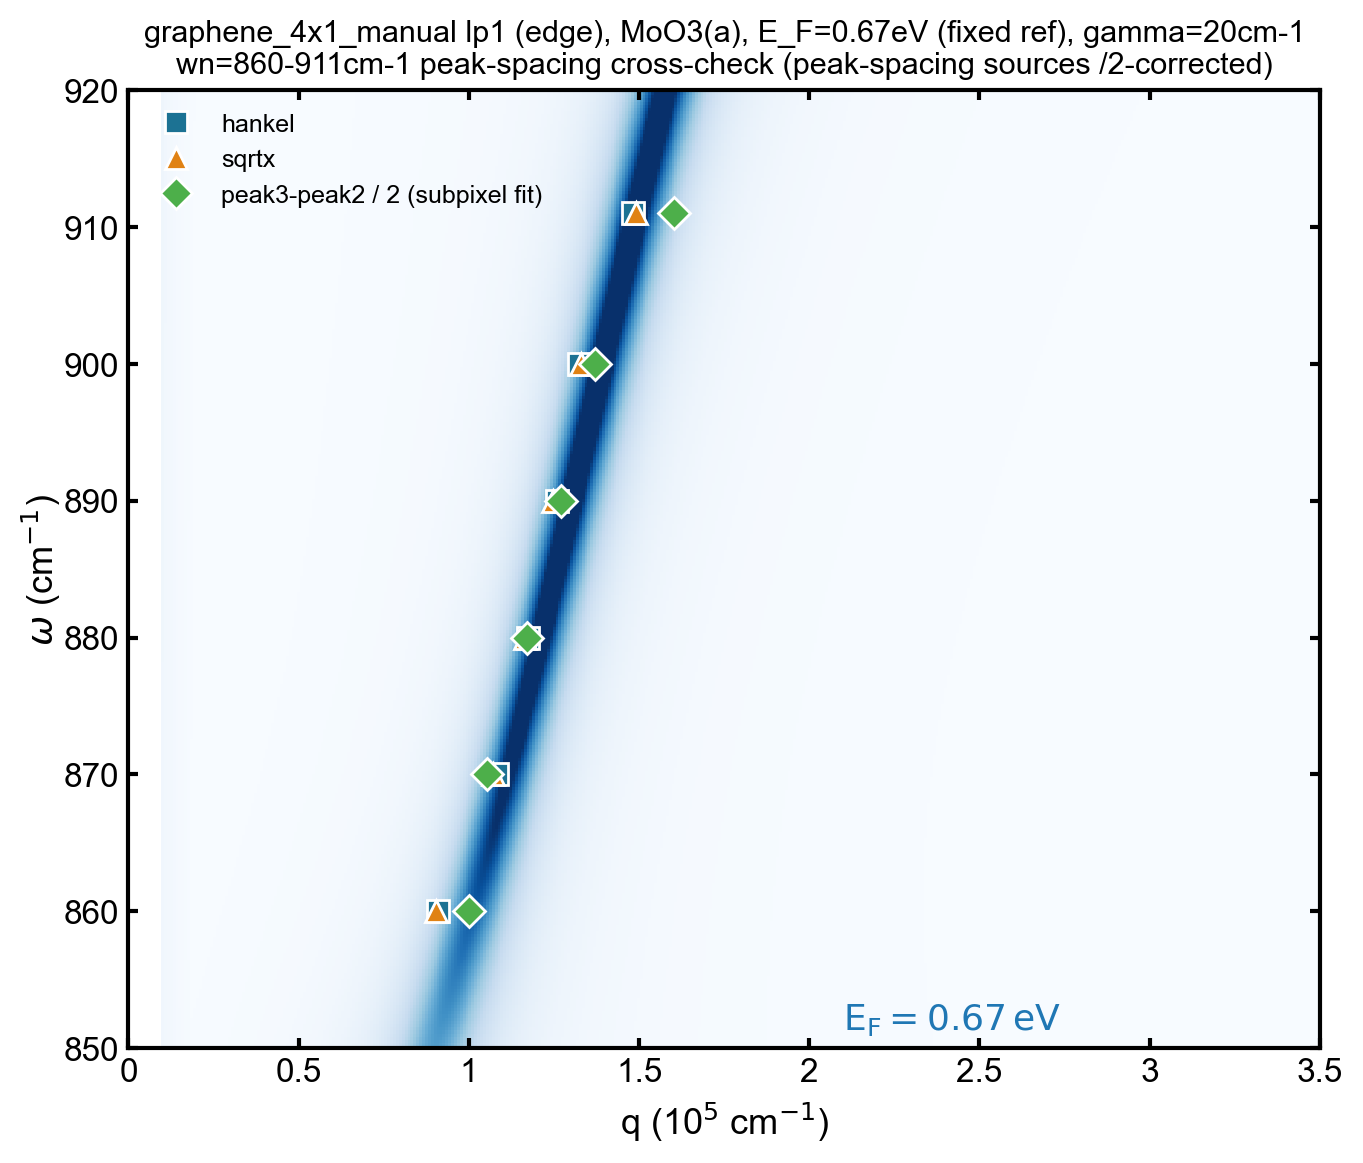 graphene_4x1_manual lp1 (edge), MoO3(a), E_F=0.67eV (fixed ref), gamma=20cm-1
wn=860-911cm-1 peak-spacing cross-check (peak-spacing sources /2-corrected)
920
hankel
sqrtx
peak3-peak2 / 2 (subpixel fit)
910
900
890
880
870
860
850
ω (cm⁻¹)
E_F = 0.67 eV
0 0.5 1 1.5 2 2.5 3 3.5
q (10⁵ cm⁻¹)